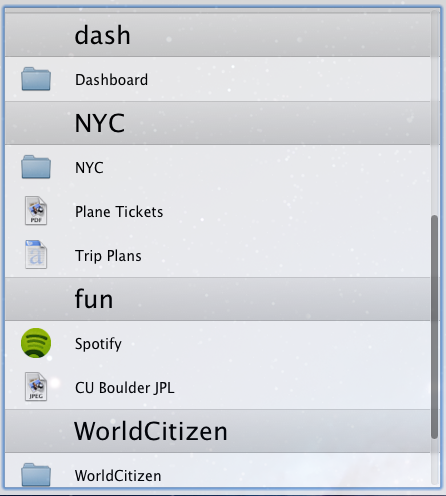 dash
Dashboard
NYC
NYC
PDF
Plane Tickets
a
Trip Plans
fun
Spotify
JPEG
CU Boulder JPL
WorldCitizen
WorldCitizen